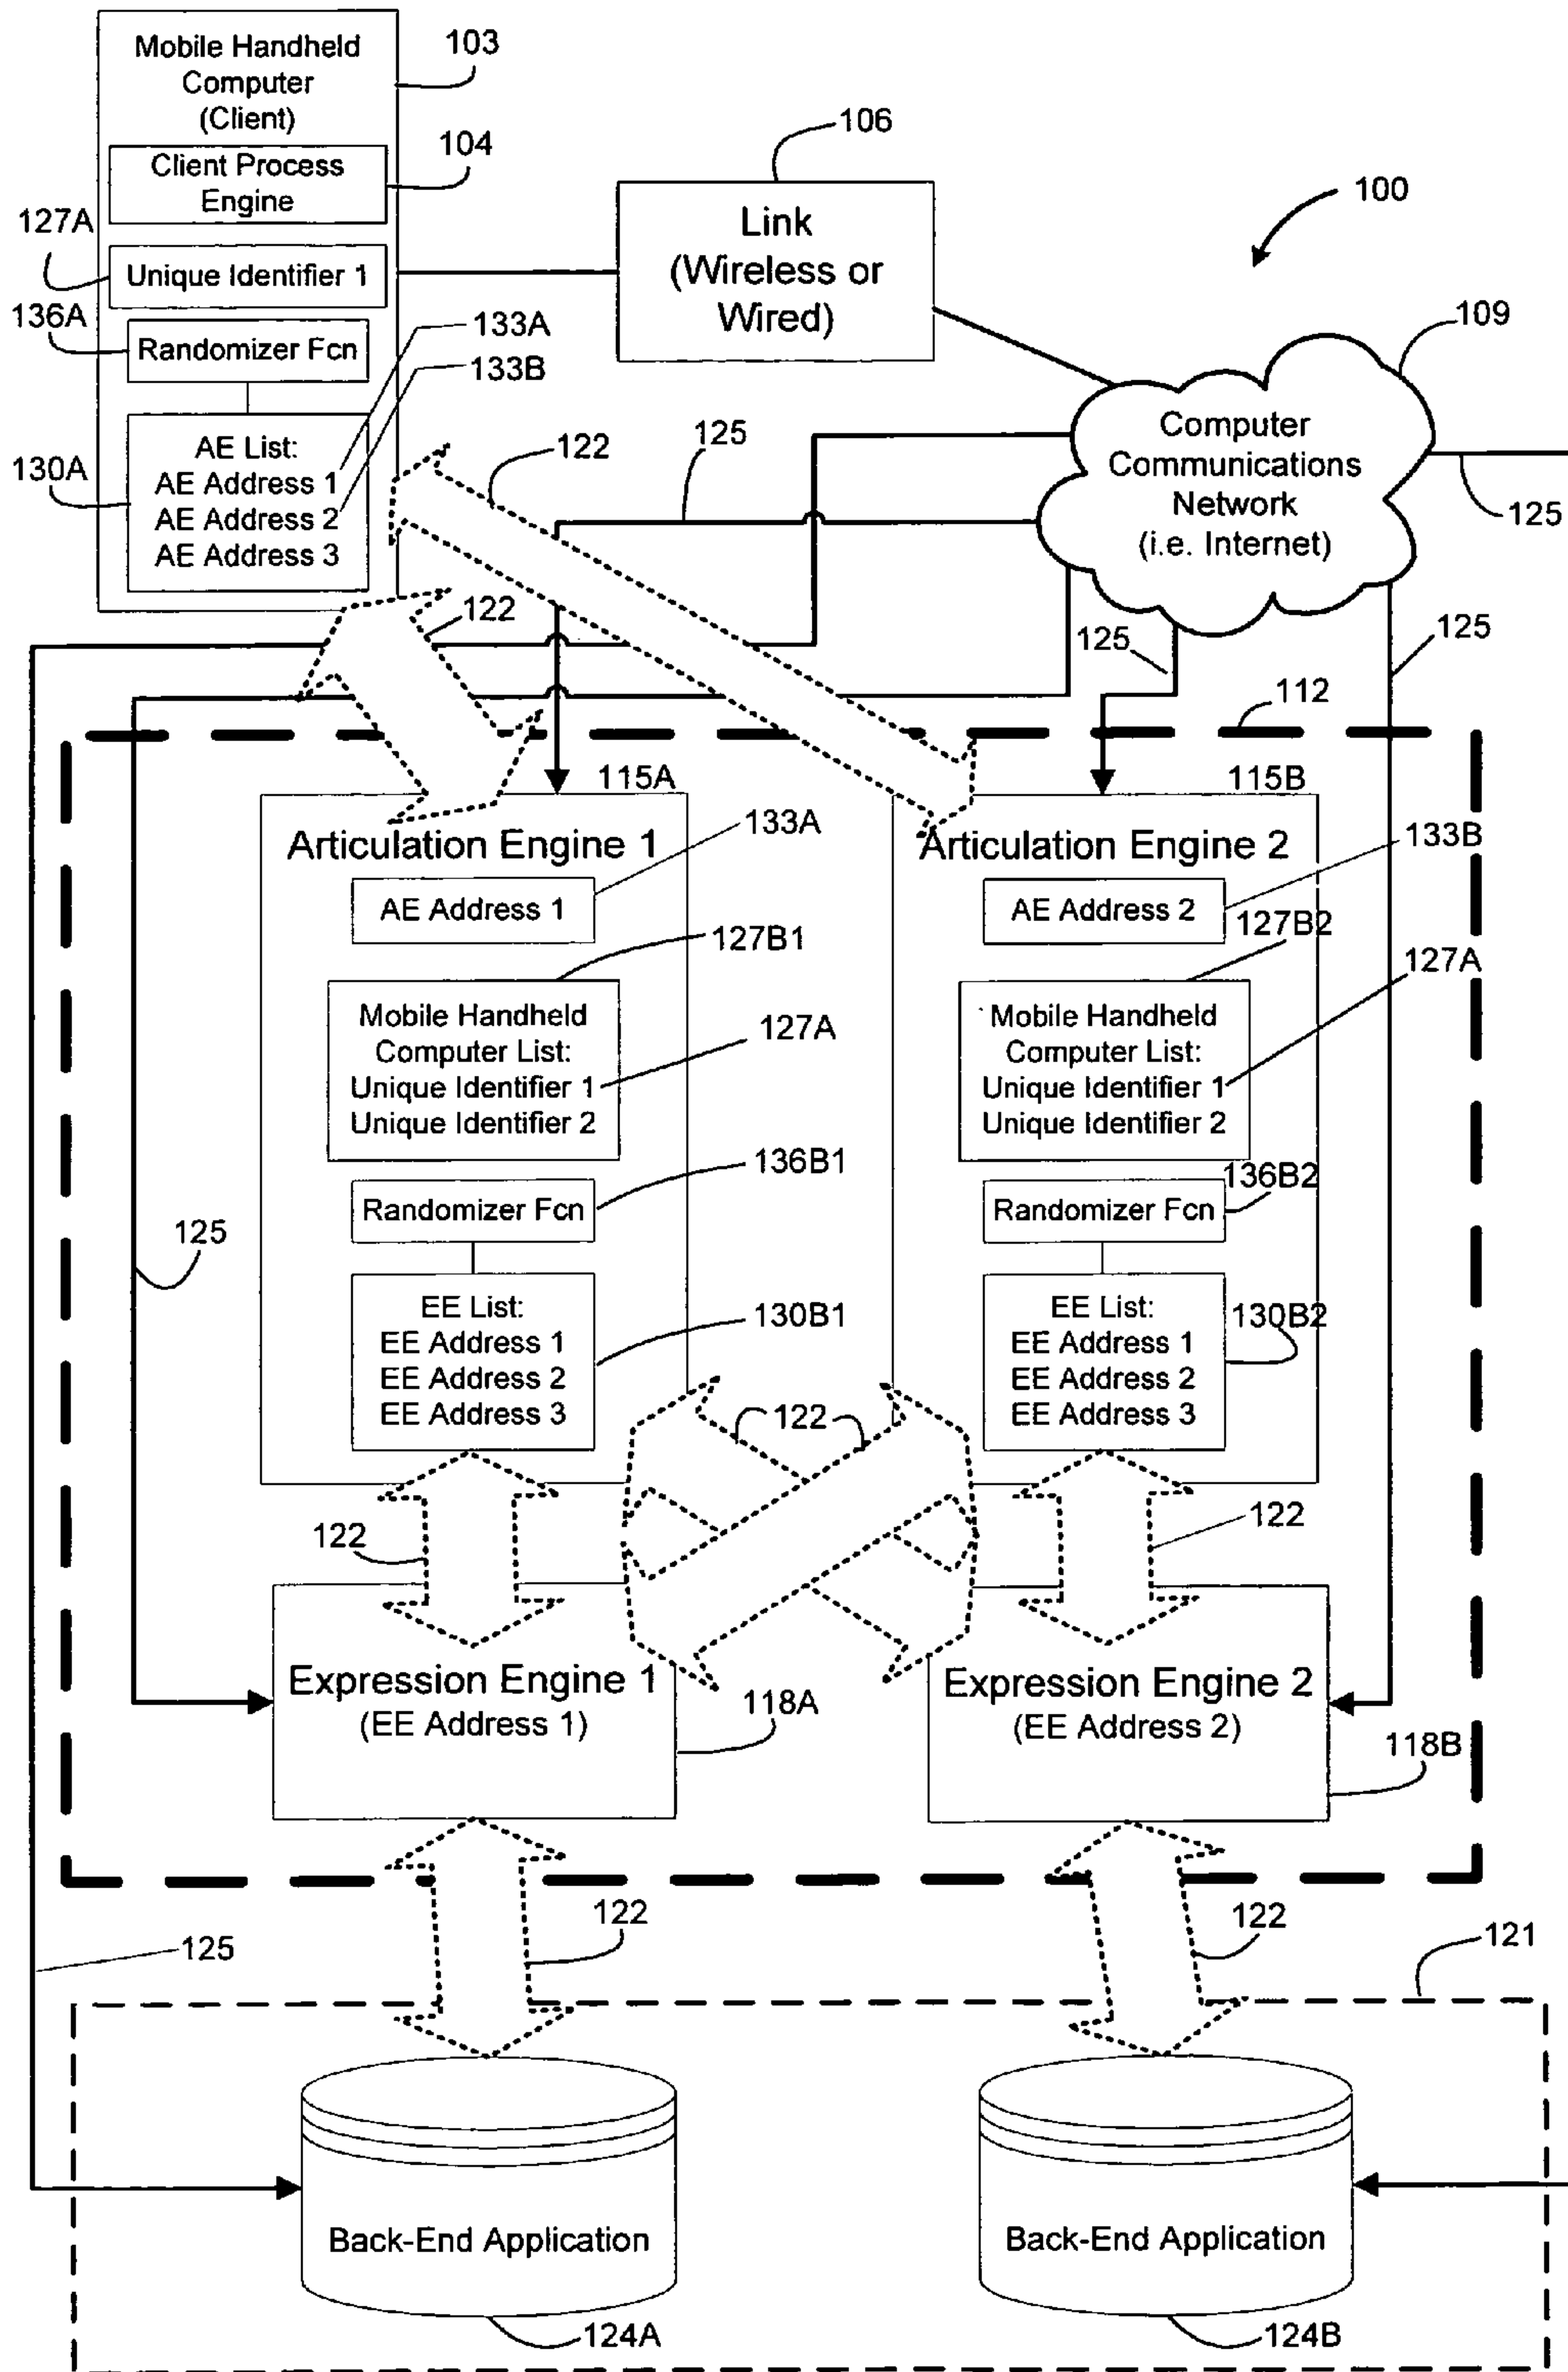 Mobile Handheld
Computer
(Client)
103
Client Process
Engine
104
127A
Unique Identifier 1
136A
Randomizer Fcn
133A
133B
130A
AE List:
AE Address 1
AE Address 2
AE Address 3
106
Link
(Wireless or
Wired)
100
109
Computer
Communications
Network
(i.e. Internet)
125
122
125
122
125
125
112
115A
115B
Articulation Engine 1
133A
AE Address 1
127B1
Mobile Handheld
Computer List:
Unique Identifier 1
Unique Identifier 2
127A
136B1
Randomizer Fcn
EE List:
EE Address 1
EE Address 2
EE Address 3
130B1
Articulation Engine 2
133B
AE Address 2
127B2
127A
Mobile Handheld
Computer List:
Unique Identifier 1
Unique Identifier 2
136B2
Randomizer Fcn
EE List:
EE Address 1
EE Address 2
EE Address 3
130B2
125
122
122
122
Expression Engine 1
(EE Address 1)
118A
Expression Engine 2
(EE Address 2)
118B
122
122
125
121
Back-End Application
Back-End Application
124A
124B